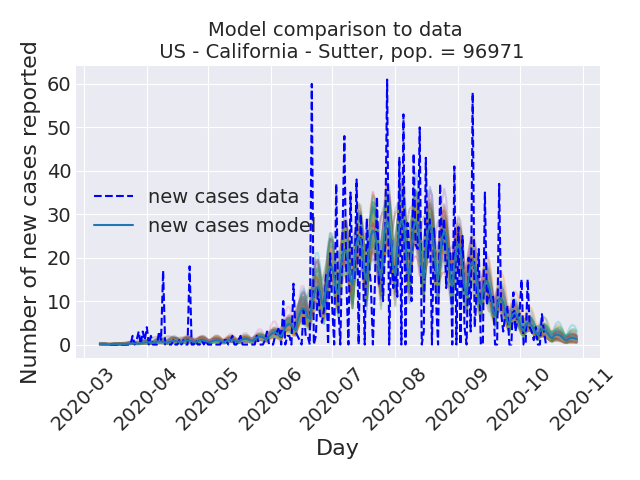 Model comparison to data
US - California - Sutter, pop. = 96971
Number of new cases reported
60
50
40
30
20
10
0
new cases data
new cases model
2020-03
2020-04
2020-05
2020-06
2020-07
2020-08
2020-09
2020-10
2020-11
Day